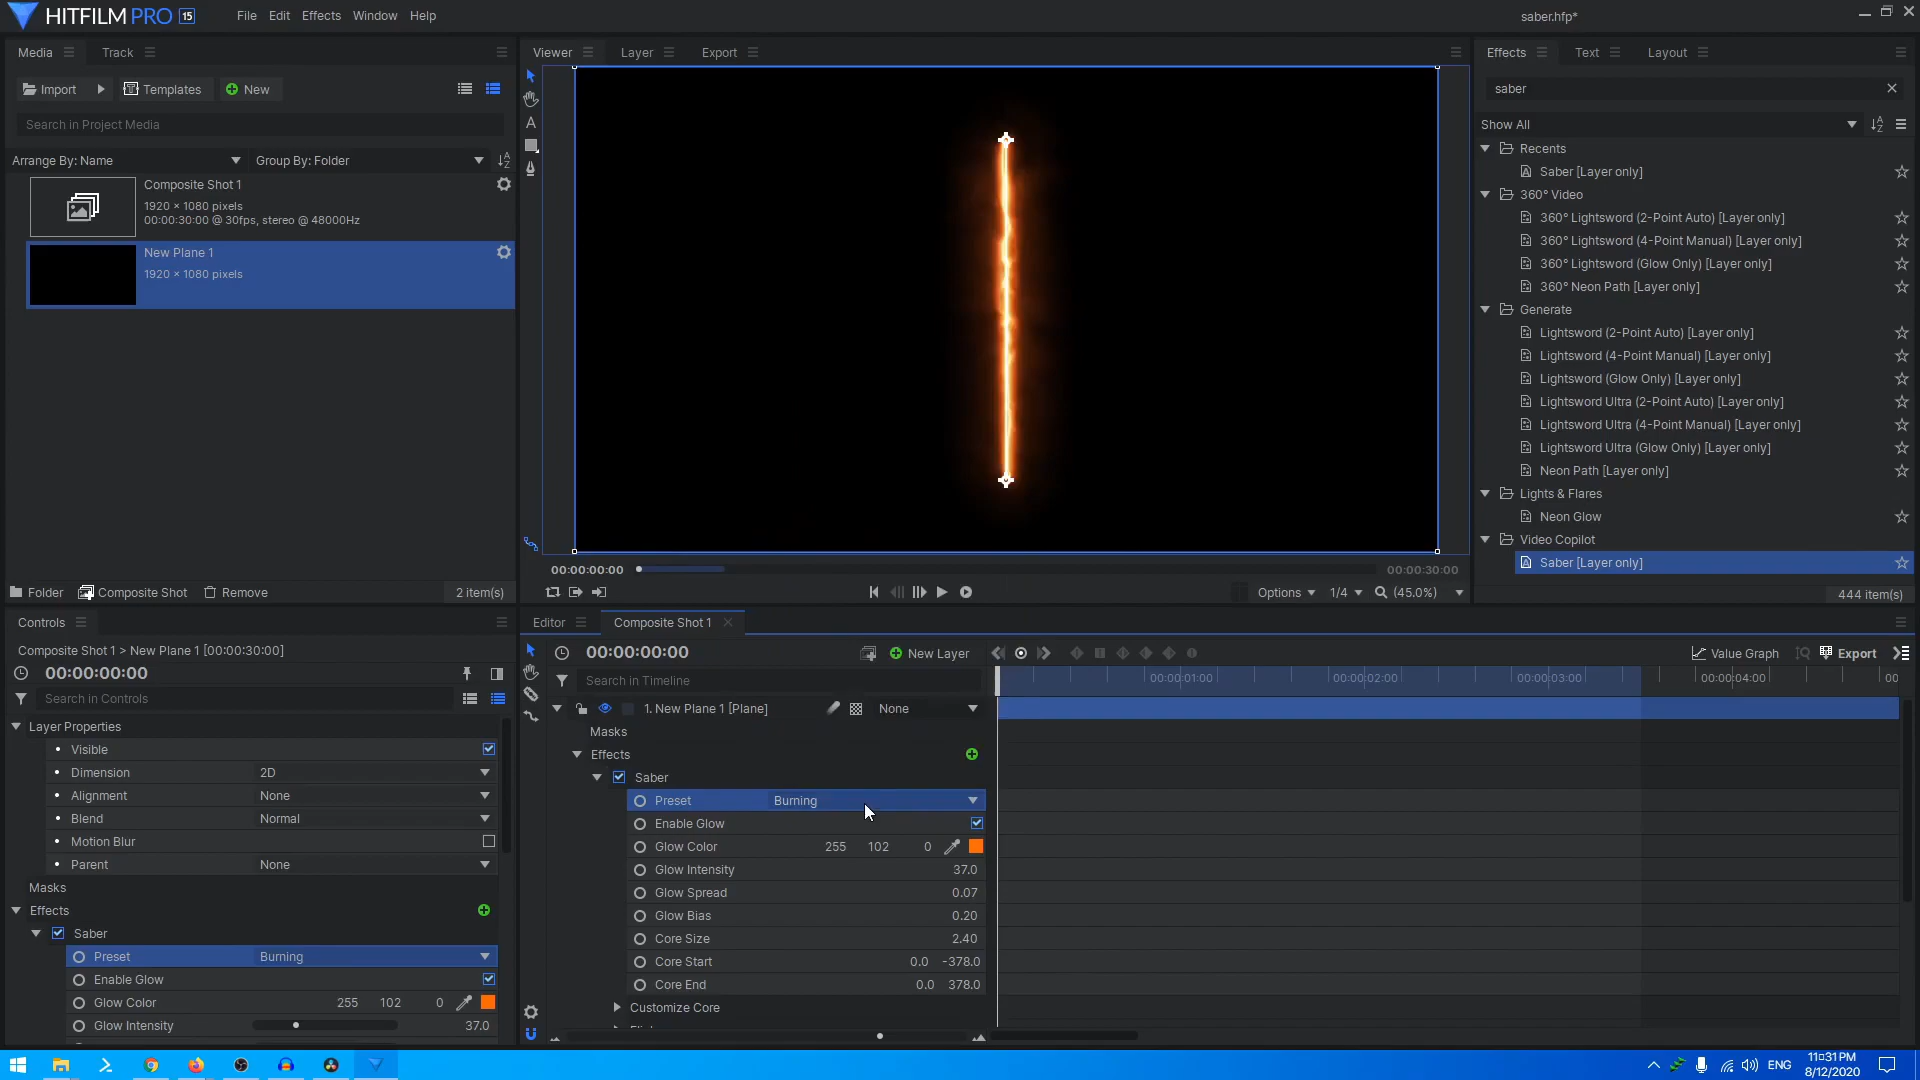 HITFILM PRO 15
File Edit Effects Window Help
saber.hfp*
Media Track
Import Templates New
Search in Project Media
Arrange By: Name Group By: Folder
Composite Shot 1
1920 × 1080 pixels
00:00:30:00 @ 30fps, stereo @ 48000Hz
New Plane 1
1920 × 1080 pixels
Folder Composite Shot Remove 2 item(s)
Viewer Layer Export
A
00:00:00:00 00:00:30:00
Options 1/4 (45.0%)
Effects Text Layout
saber
Show All
Recents
Saber [Layer only]
360° Video
360° Lightsword (2-Point Auto) [Layer only]
360° Lightsword (4-Point Manual) [Layer only]
360° Lightsword (Glow Only) [Layer only]
360° Neon Path [Layer only]
Generate
Lightsword (2-Point Auto) [Layer only]
Lightsword (4-Point Manual) [Layer only]
Lightsword (Glow Only) [Layer only]
Lightsword Ultra (2-Point Auto) [Layer only]
Lightsword Ultra (4-Point Manual) [Layer only]
Lightsword Ultra (Glow Only) [Layer only]
Neon Path [Layer only]
Lights & Flares
Neon Glow
Video Copilot
Saber [Layer only]
444 item(s)
Controls
Composite Shot 1 > New Plane 1 [00:00:30:00]
00:00:00:00
Search in Controls
Layer Properties
Visible
Dimension 2D
Alignment None
Blend Normal
Motion Blur
Parent None
Masks
Effects
Saber
Preset Burning
Enable Glow
Glow Color 255 102 0
Glow Intensity 37.0
Editor Composite Shot 1
00:00:00:00 New Layer Value Graph Export
Search in Timeline
00:00:01:00 00:00:02:00 00:00:03:00 00:00:04:00 00
1. New Plane 1 [Plane] None
Masks
Effects
Saber
Preset Burning
Enable Glow
Glow Color 255 102 0
Glow Intensity 37.0
Glow Spread 0.07
Glow Bias 0.20
Core Size 2.40
Core Start 0.0 -378.0
Core End 0.0 378.0
Customize Core
ENG
11:31 PM
8/12/2020